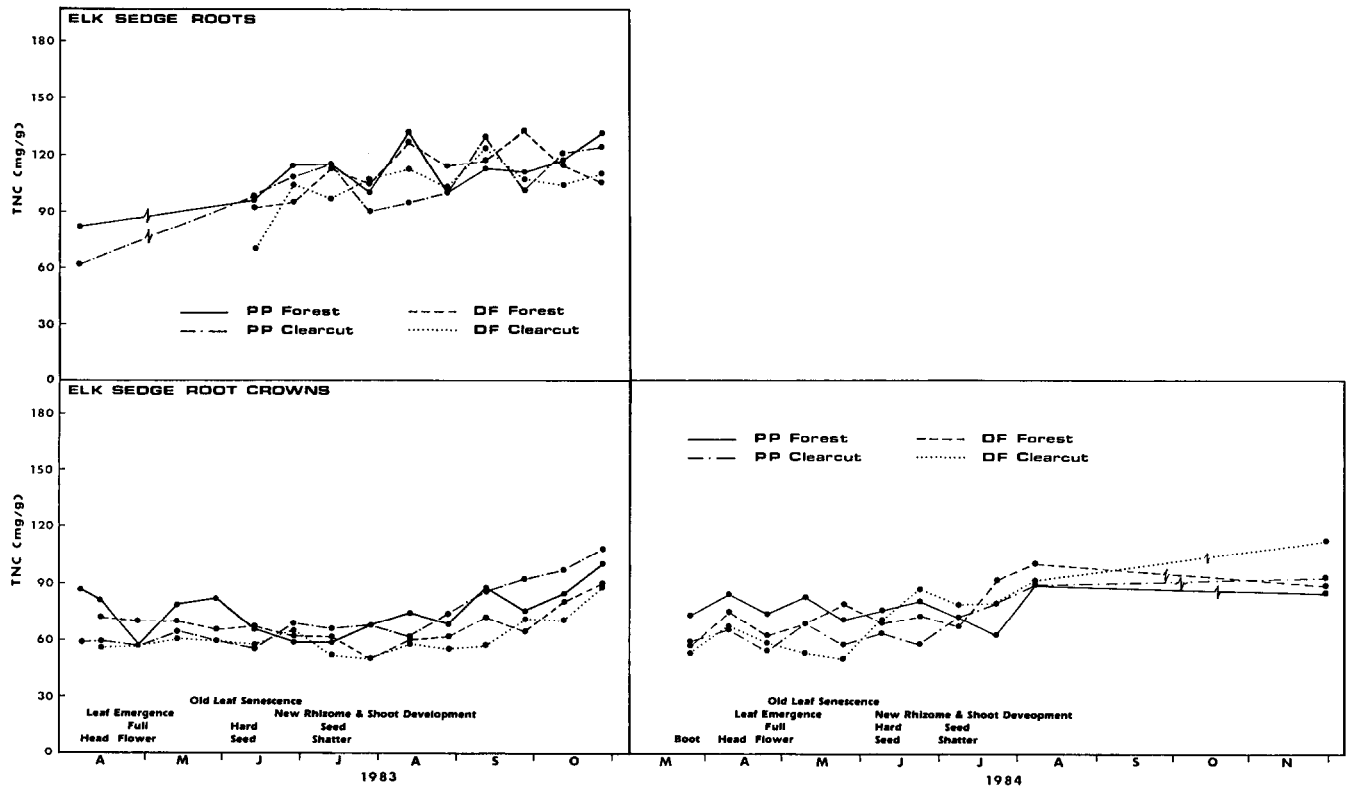 ELK SEDGE ROOTS
180
150
120
90
60
30
0
TNC (mg/g)
PP Forest DF Forest
PP Clearcut DF Clearcut
ELK SEDGE ROOT CROWNS
180
150
120
90
60
30
0
TNC (mg/g)
Old Leaf Senescence
Leaf Emergence New Rhizome & Shoot Development
Full Hard Seed
Head Flower Seed Shatter
A M J J A S O
1983
PP Forest DF Forest
PP Clearcut DF Clearcut
Old Leaf Senescence
Leaf Emergence New Rhizome & Shoot Deveopment
Full Hard Seed
Boot Head Flower Seed Shatter
M A M J J A S O N
1984